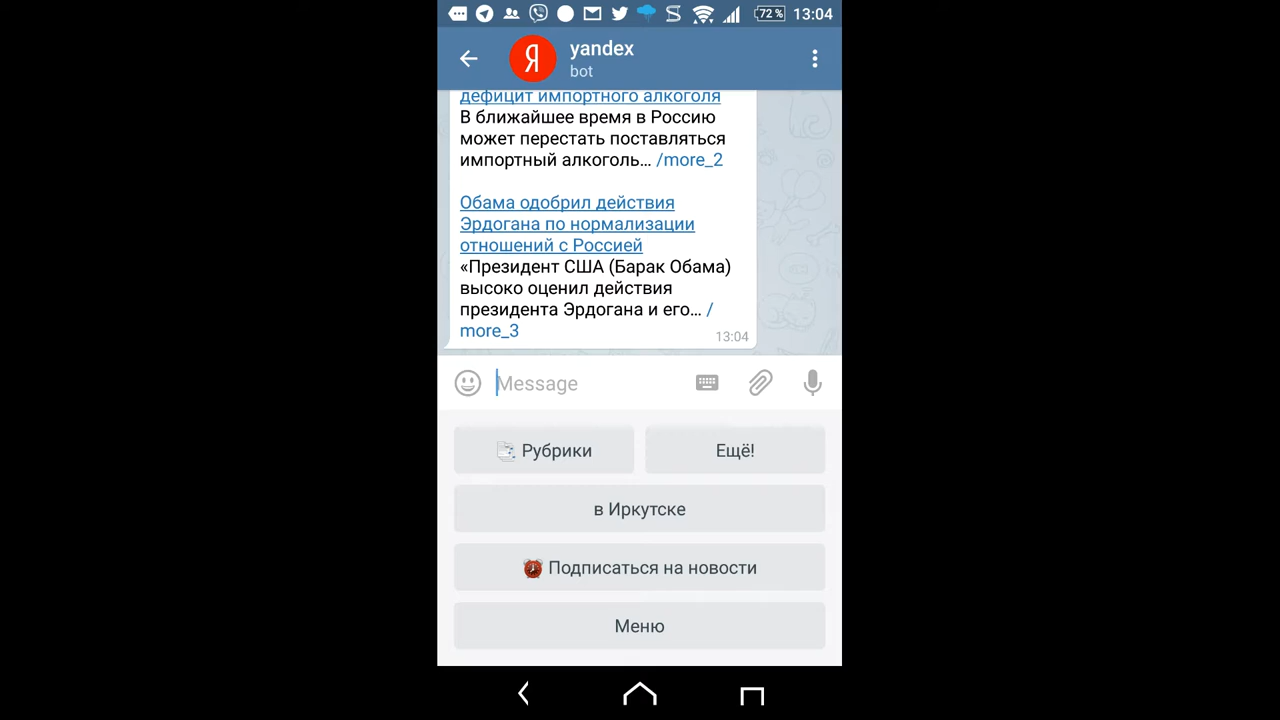 72 %
13:04
Я
yandex
bot
дефицит импортного алкоголя
В ближайшее время в Россию
может перестать поставляться
импортный алкоголь… /more_2
Обама одобрил действия
Эрдогана по нормализации
отношений с Россией
«Президент США (Барак Обама)
высоко оценил действия
президента Эрдогана и его… /
more_3
13:04
Message
Рубрики
Ещё!
в Иркутске
Подписаться на новости
Меню